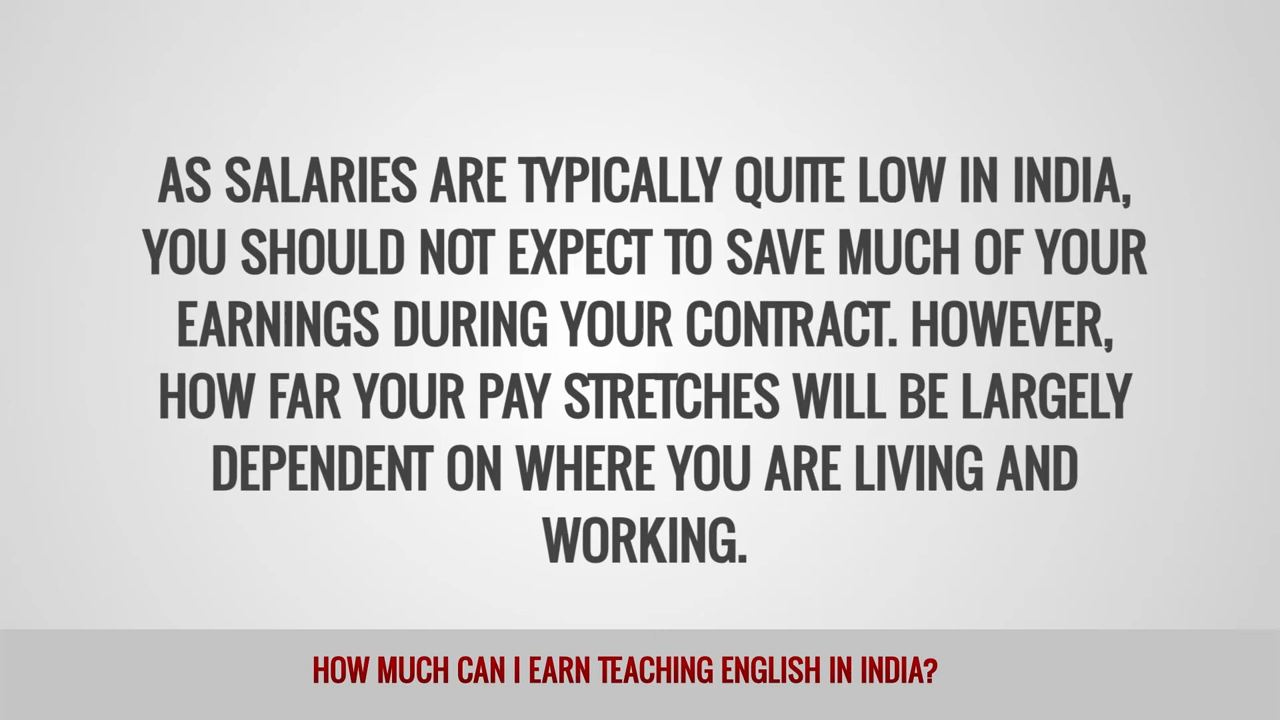 AS SALARIES ARE TYPICALLY QUITE LOW IN INDIA,
YOU SHOULD NOT EXPECT TO SAVE MUCH OF YOUR
EARNINGS DURING YOUR CONTRACT. HOWEVER,
HOW FAR YOUR PAY STRETCHES WILL BE LARGELY
DEPENDENT ON WHERE YOU ARE LIVING AND
WORKING.
HOW MUCH CAN I EARN TEACHING ENGLISH IN INDIA?